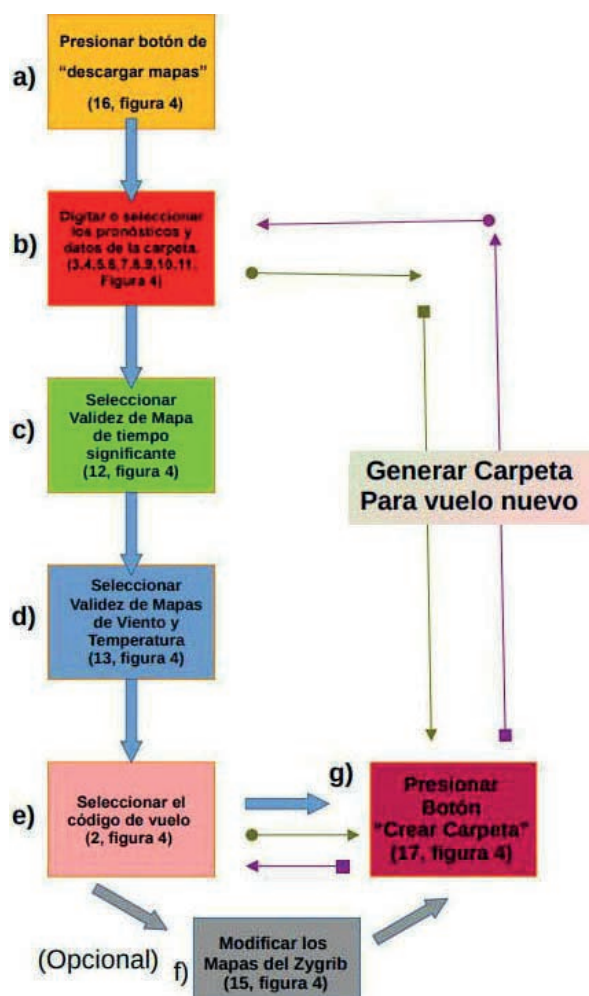 a)
Presionar botón de
“descargar mapas”
(16, figura 4)
b)
Digitar o seleccionar
los pronósticos y
datos de la carpeta.
(3,4,5,6,7,8,9,10,11,
Figura 4)
c)
Seleccionar
Validez de Mapa
de tiempo
significante
(12, figura 4)
Generar Carpeta
Para vuelo nuevo
d)
Seleccionar
Validez de Mapas
de Viento y
Temperatura
(13, figura 4)
e)
Seleccionar el
código de vuelo
(2, figura 4)
g)
Presionar
Botón
“Crear Carpeta”
(17, figura 4)
(Opcional)
f)
Modificar los
Mapas del Zygrib
(15, figura 4)